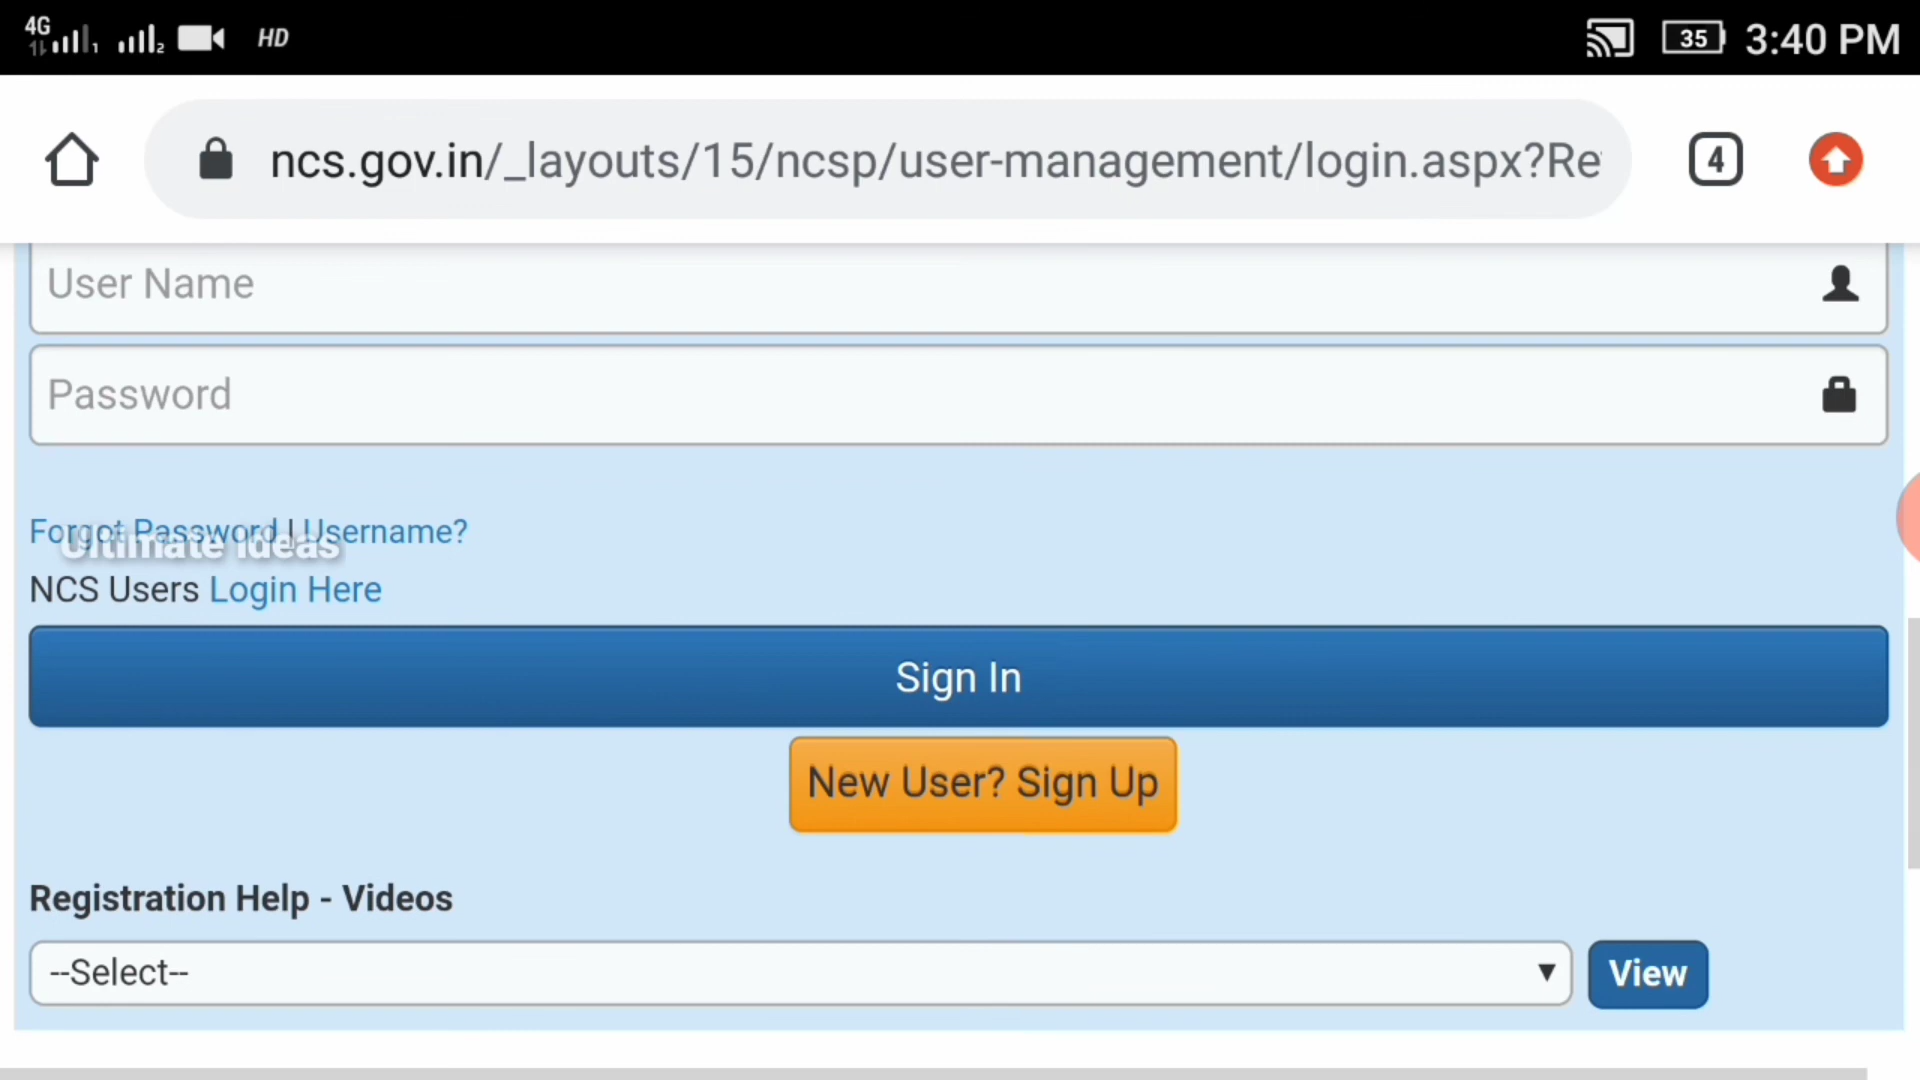 4G 1 2 HD 35 3:40 PM
ncs.gov.in/_layouts/15/ncsp/user-management/login.aspx?Re 4
User Name
Password
Forgot Password | Username?
Ultimate Ideas
NCS Users Login Here
Sign In
New User? Sign Up
Registration Help - Videos
--Select-- View